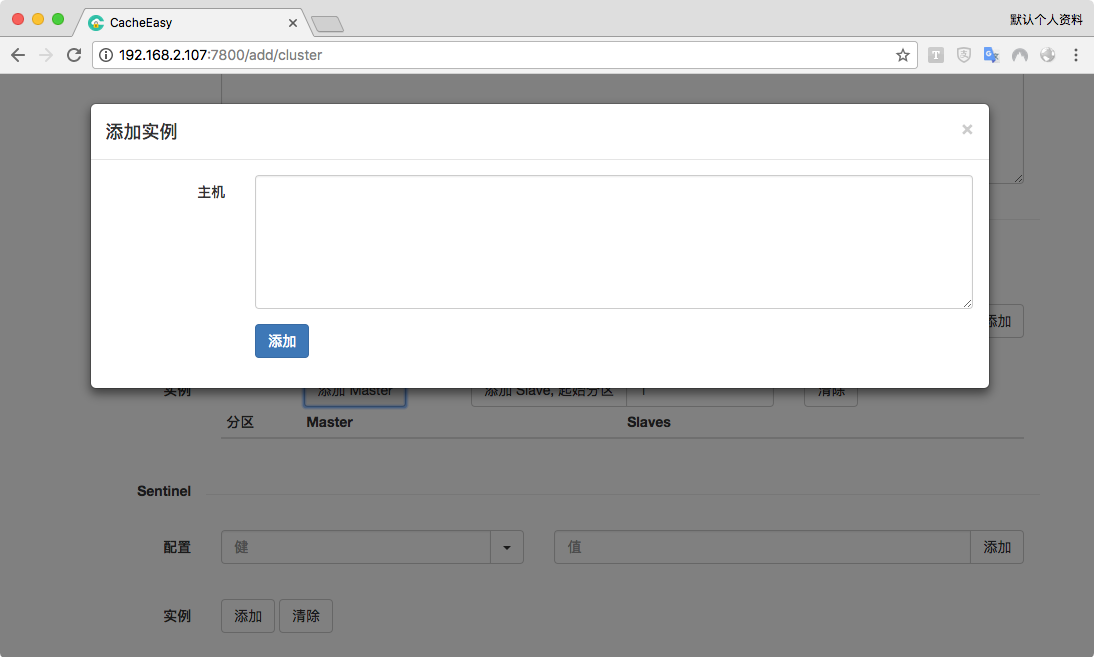 CacheEasy
默认个人资料
192.168.2.107:7800/add/cluster
添加实例
×
主机
添加
添加
实例 添加 Master 添加 Slave, 起始分区 1 清除
分区 Master Slaves
Sentinel
配置 健 值 添加
实例 添加 清除